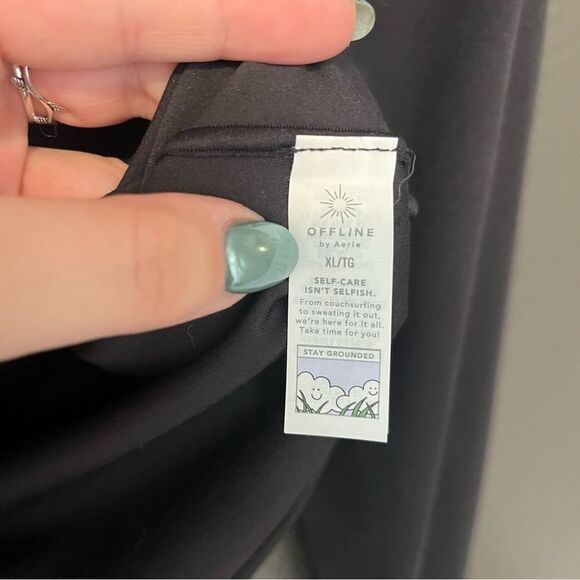 OFFLINE
by Aerie
XL/TG
SELF-CARE
ISN'T SELFISH.
From couchsurfing
to sweating it out,
we're here for it all.
Take time for you!
STAY GROUNDED